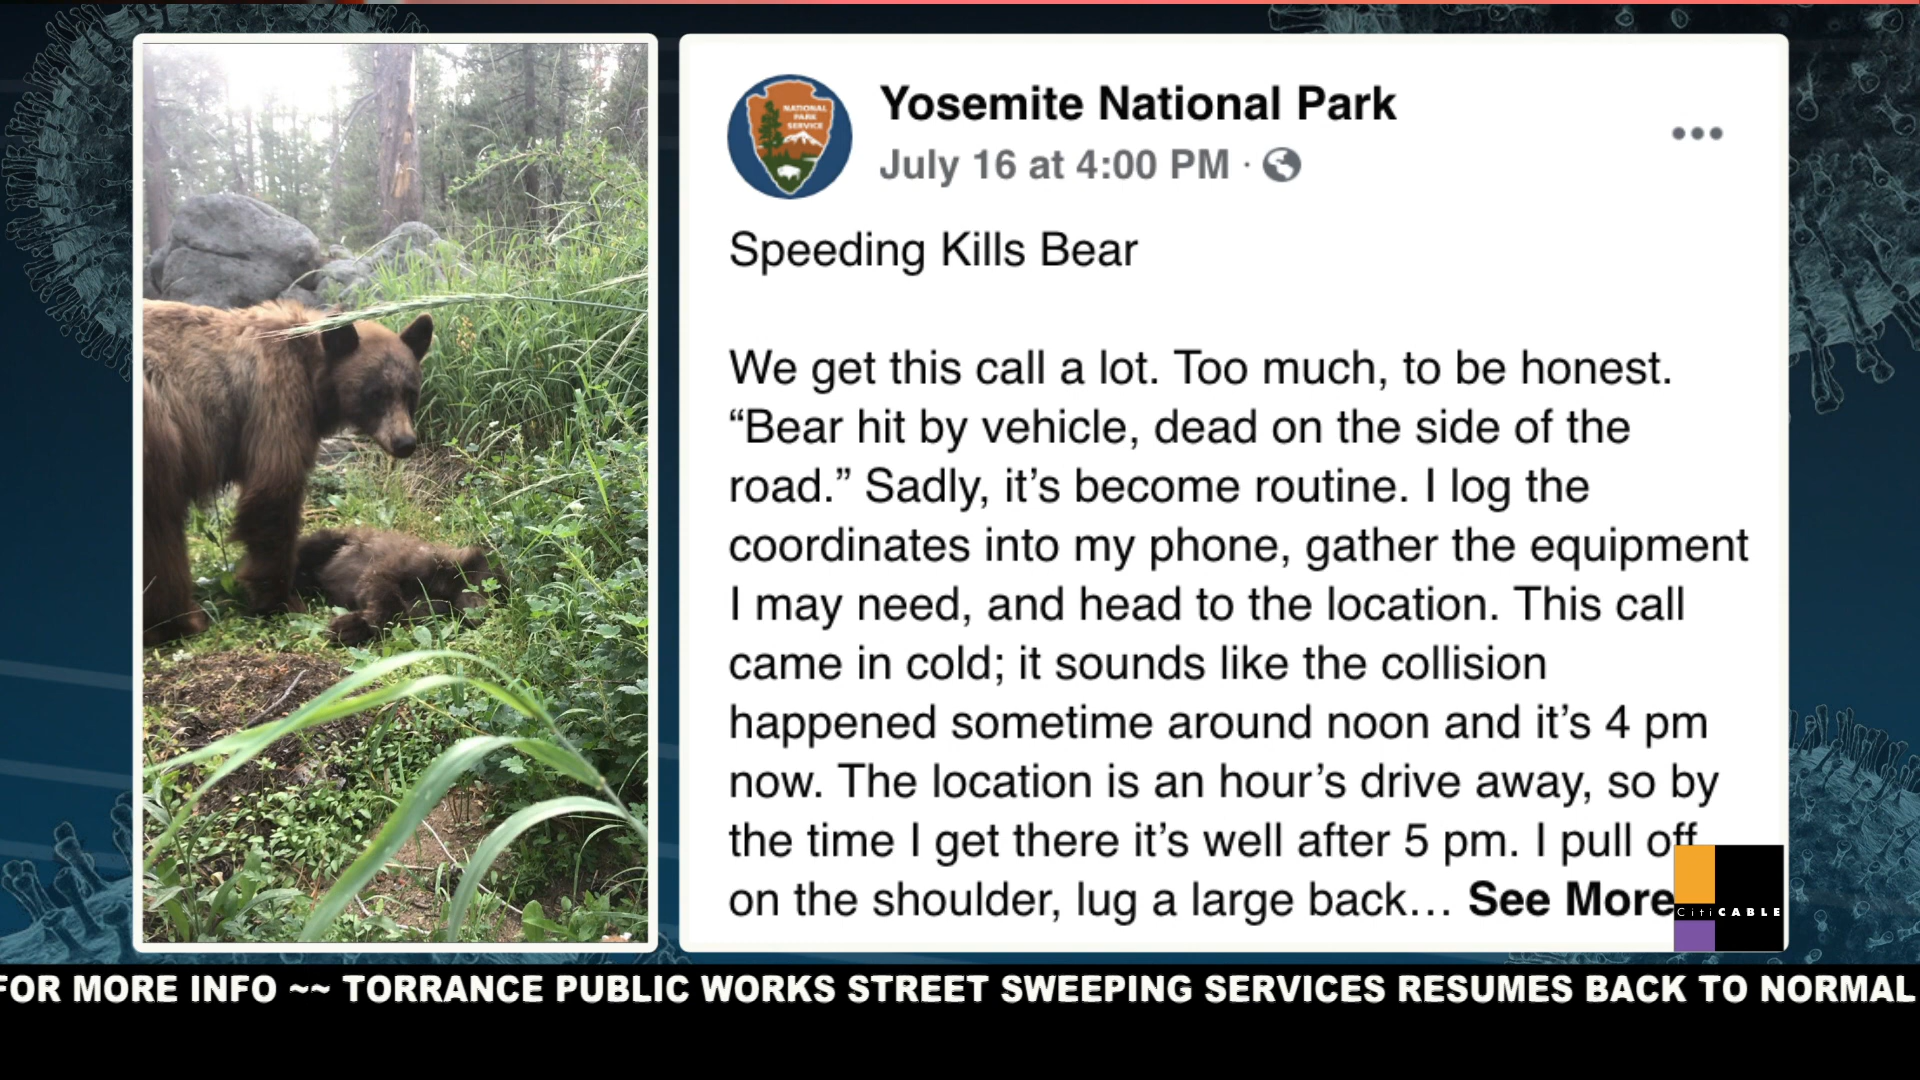 Yosemite National Park
NATIONAL
PARK
SERVICE
July 16 at 4:00 PM ·
Speeding Kills Bear
We get this call a lot. Too much, to be honest.
“Bear hit by vehicle, dead on the side of the
road.” Sadly, it’s become routine. I log the
coordinates into my phone, gather the equipment
I may need, and head to the location. This call
came in cold; it sounds like the collision
happened sometime around noon and it’s 4 pm
now. The location is an hour’s drive away, so by
the time I get there it’s well after 5 pm. I pull off
on the shoulder, lug a large back… See More
CitiCABLE
FOR MORE INFO ~~ TORRANCE PUBLIC WORKS STREET SWEEPING SERVICES RESUMES BACK TO NORMAL